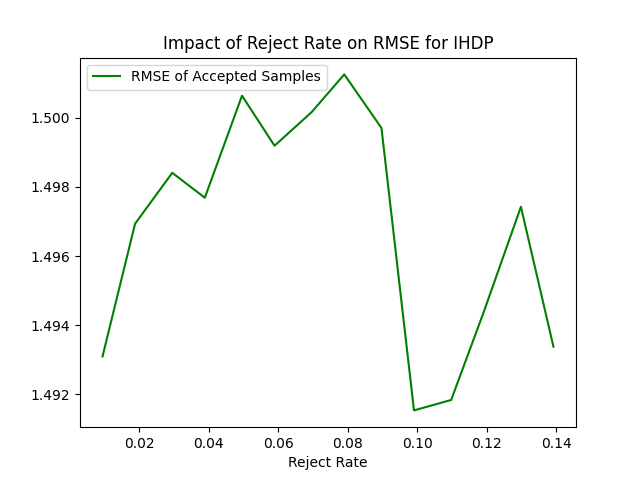 Impact of Reject Rate on RMSE for IHDP
RMSE of Accepted Samples
1.500
1.498
1.496
1.494
1.492
0.02 0.04 0.06 0.08 0.10 0.12 0.14
Reject Rate